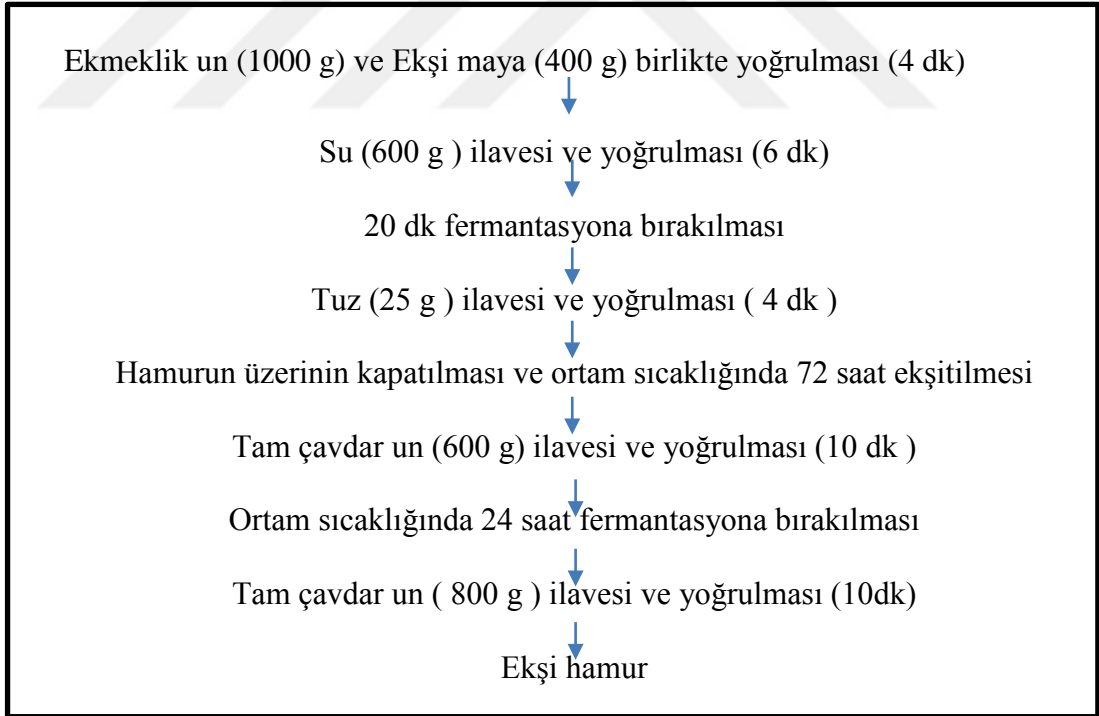 Ekmeklik un (1000 g) ve Ekşi maya (400 g) birlikte yoğrulması (4 dk)
Su (600 g ) ilavesi ve yoğrulması (6 dk)
20 dk fermantasyona bırakılması
Tuz (25 g ) ilavesi ve yoğrulması ( 4 dk )
Hamurun üzerinin kapatılması ve ortam sıcaklığında 72 saat ekşitilmesi
Tam çavdar un (600 g) ilavesi ve yoğrulması (10 dk )
Ortam sıcaklığında 24 saat fermantasyona bırakılması
Tam çavdar un ( 800 g ) ilavesi ve yoğrulması (10dk)
Ekşi hamur